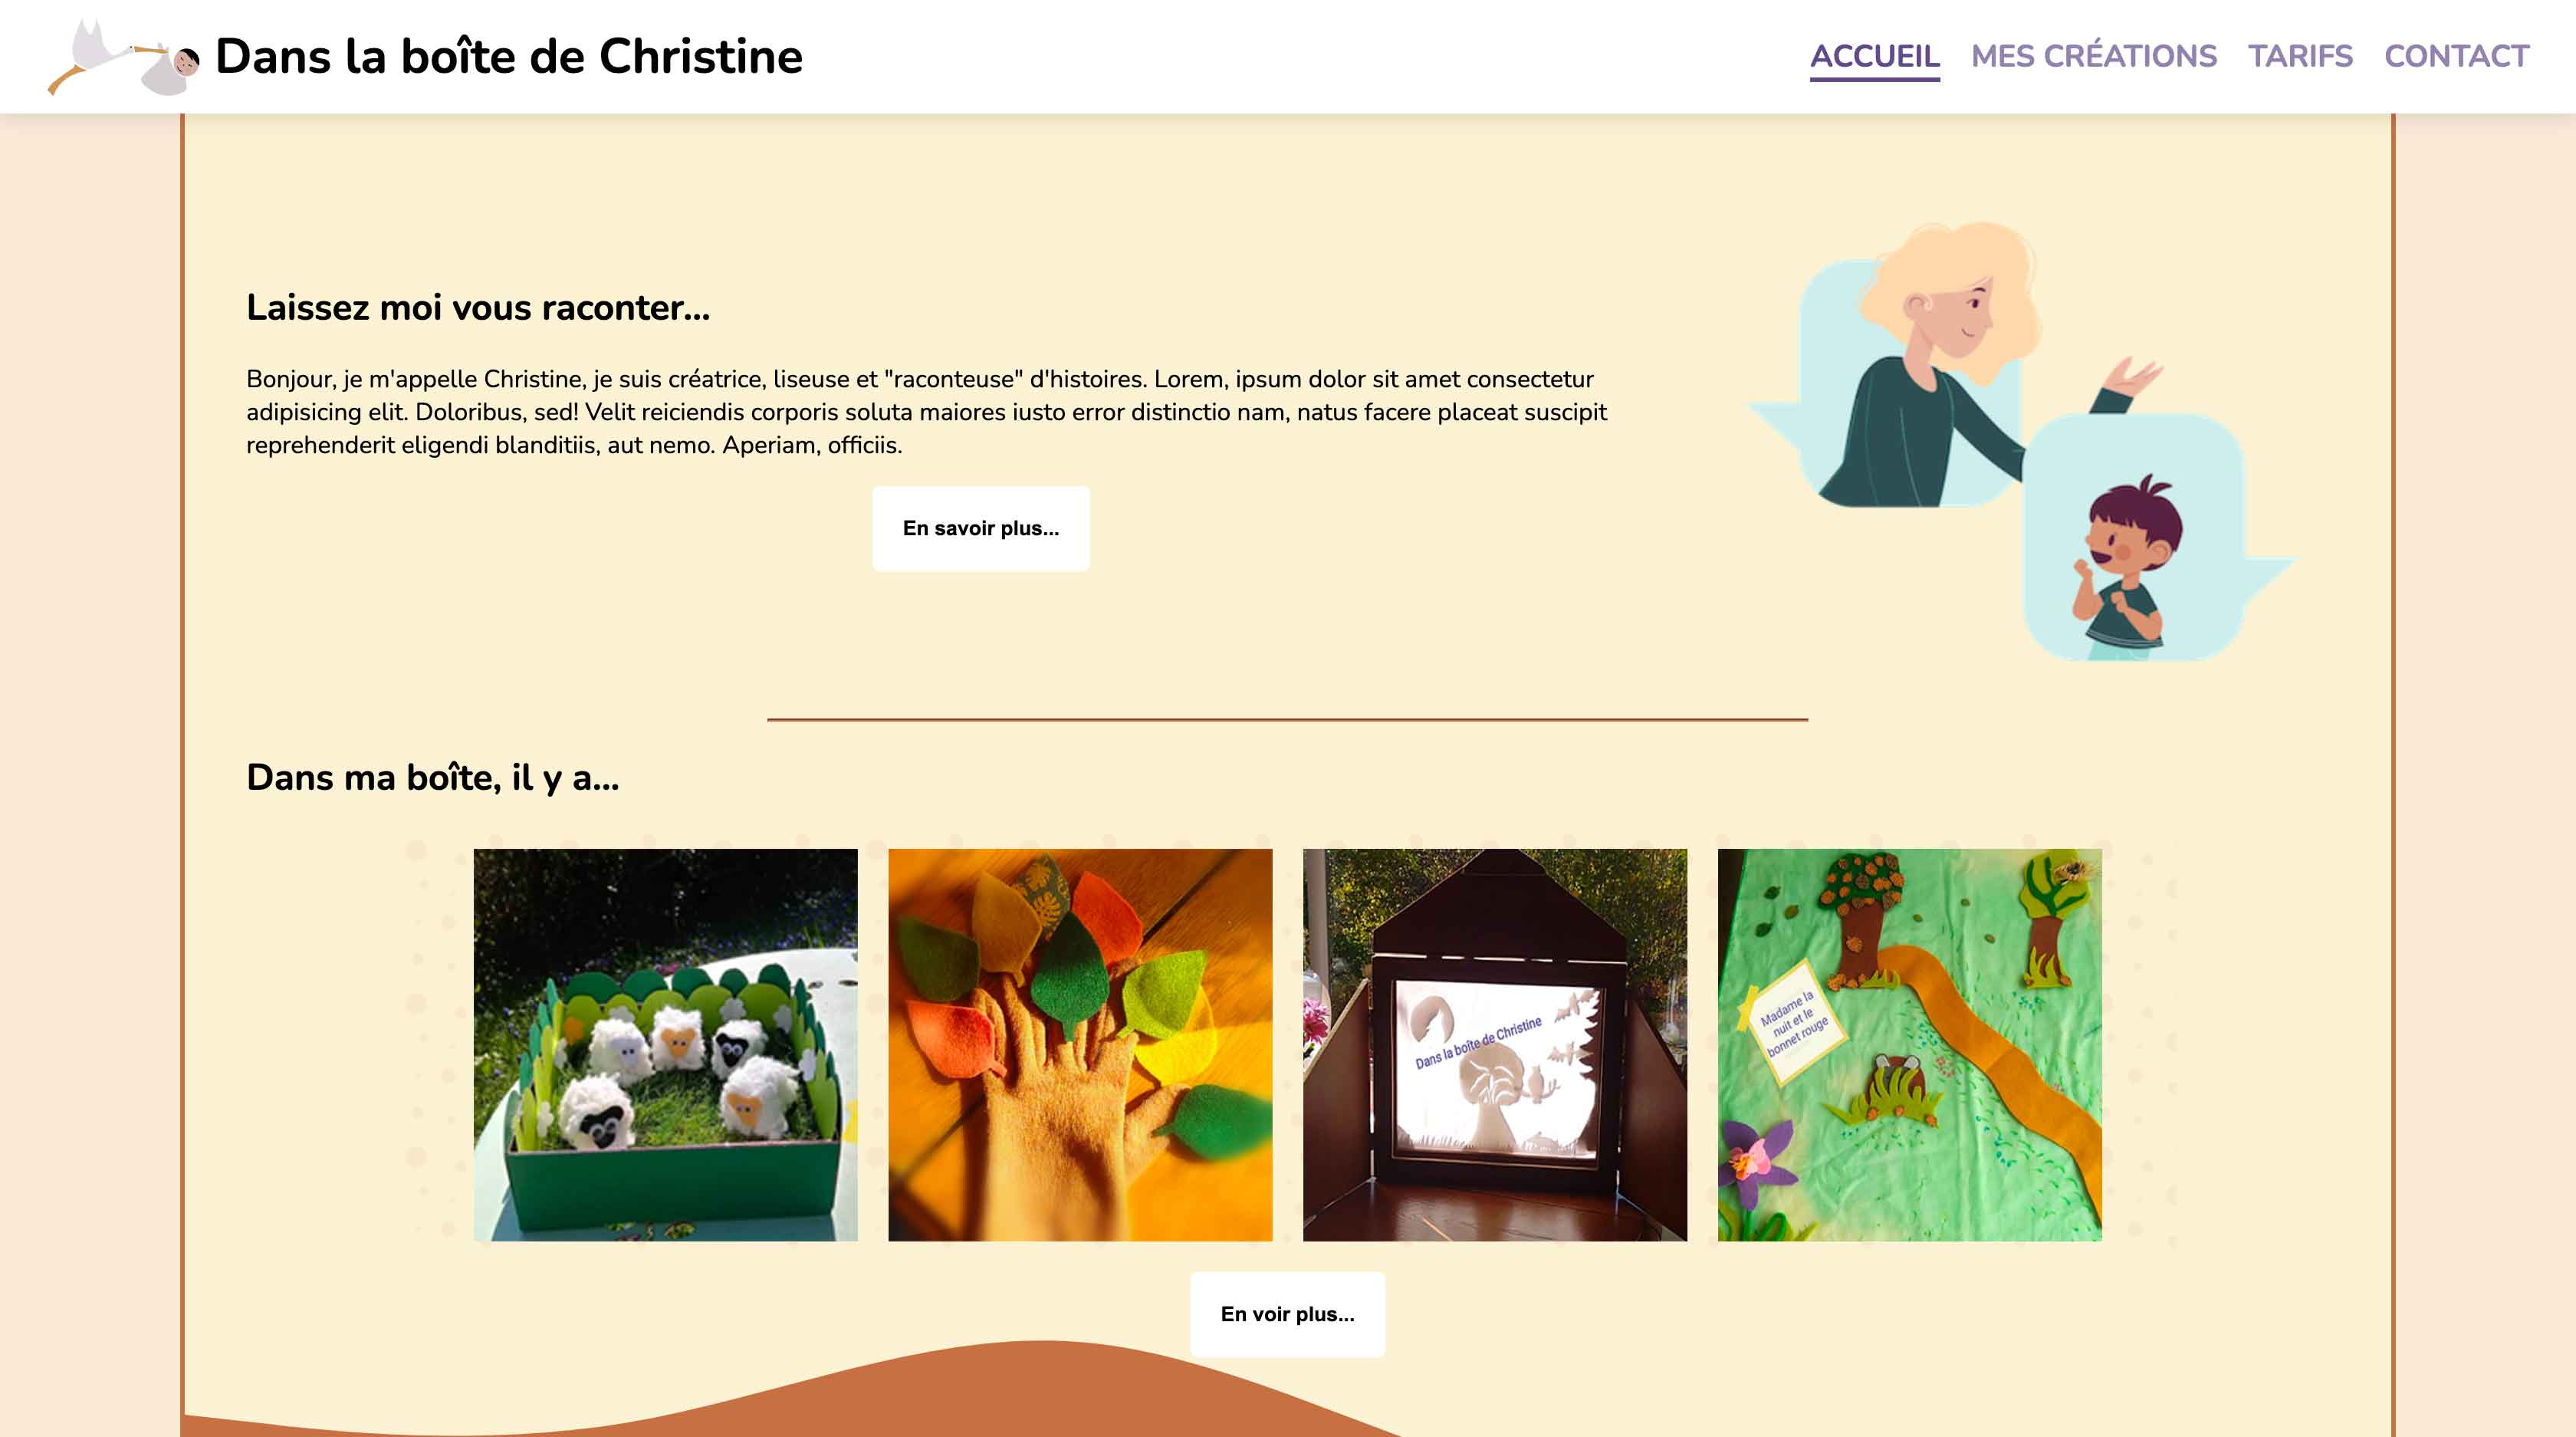 Dans la boîte de Christine
ACCUEIL MES CRÉATIONS TARIFS CONTACT
Laissez moi vous raconter...
Bonjour, je m'appelle Christine, je suis créatrice, liseuse et "raconteuse" d'histoires. Lorem, ipsum dolor sit amet consectetur
adipisicing elit. Doloribus, sed! Velit reiciendis corporis soluta maiores iusto error distinctio nam, natus facere placeat suscipit
reprehenderit eligendi blanditiis, aut nemo. Aperiam, officiis.
En savoir plus...
Dans ma boîte, il y a...
Dans la boîte de Christine
Madame la
nuit et le
bonnet rouge
En voir plus...